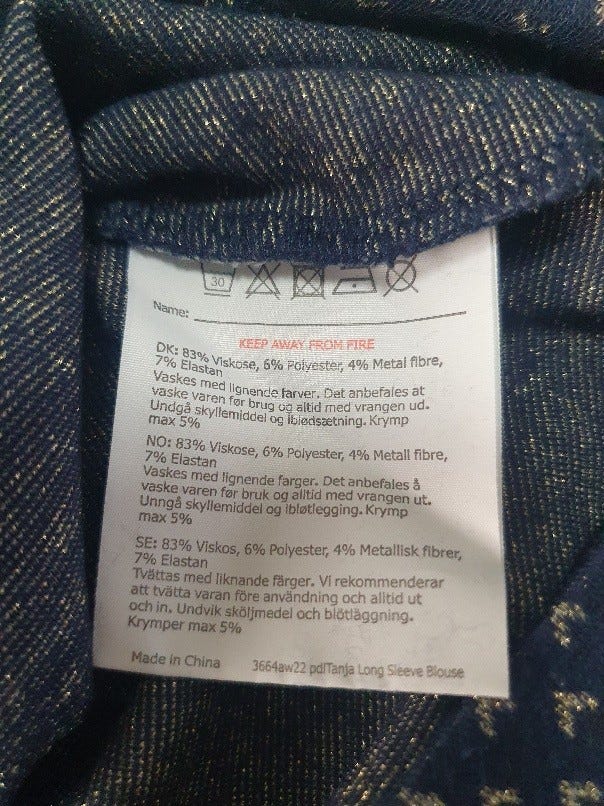 30
Name:
KEEP AWAY FROM FIRE
DK: 83% Viskose, 6% Polyester, 4% Metal fibre,
7% Elastan
Vaskes med lignende farver. Det anbefales at
vaske varen før brug og altid med vrangen ud.
Undgå skyllemiddel og iblødsætning. Krymp
max 5%
NO: 83% Viskose, 6% Polyester, 4% Metall fibre,
7% Elastan
Vaskes med lignende farger. Det anbefales å
vaske varen før bruk og alltid med vrangen ut.
Unngå skyllemiddel og ibløtlegging. Krymp
max 5%
SE: 83% Viskos, 6% Polyester, 4% Metallisk fibrer,
7% Elastan
Tvättas med liknande färger. Vi rekommenderar
att tvätta varan före användning och alltid ut
och in. Undvik sköljmedel och blötläggning.
Krymper max 5%
Made in China 3664aw22 pdlTanja Long Sleeve Blouse